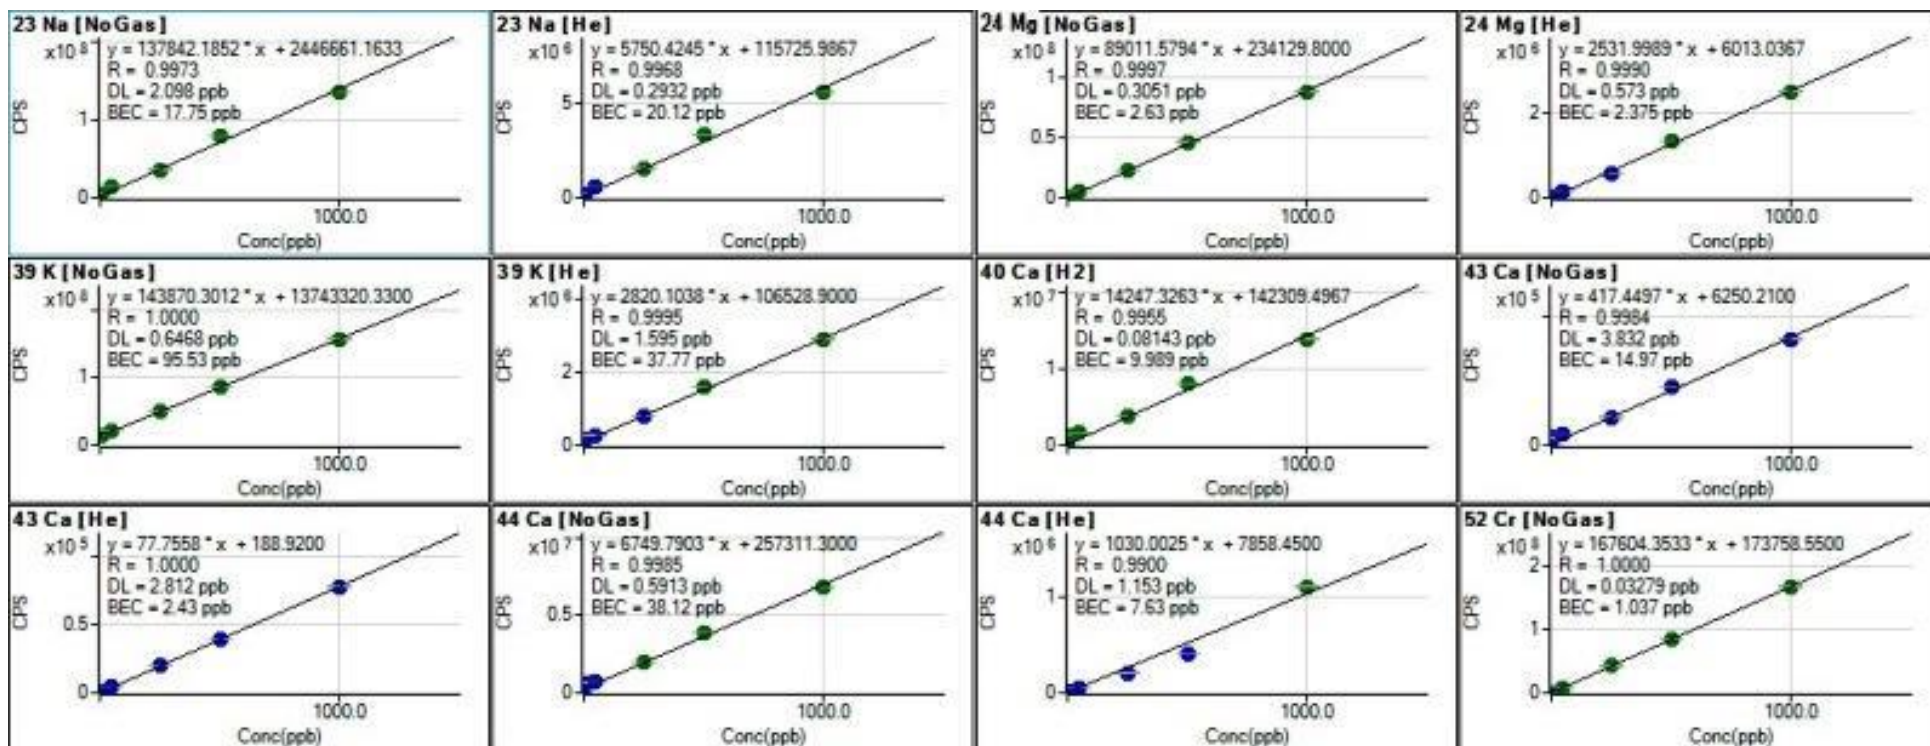 23 Na [NoGas]
x10 8
y = 137842.1852 * x + 2446661.1633
R = 0.9973
DL = 2.098 ppb
BEC = 17.75 ppb
CPS
1
0
1000.0
Conc(ppb)
23 Na [He]
x10 6
y = 5750.4245 * x + 115725.9867
R = 0.9968
DL = 0.2932 ppb
BEC = 20.12 ppb
CPS
5
0
1000.0
Conc(ppb)
24 Mg [NoGas]
x10 8
y = 89011.5794 * x + 234129.8000
R = 0.9997
DL = 0.3051 ppb
BEC = 2.63 ppb
CPS
1
0.5
0
1000.0
Conc(ppb)
24 Mg [He]
x10 6
y = 2531.9989 * x + 6013.0367
R = 0.9990
DL = 0.573 ppb
BEC = 2.375 ppb
CPS
2
0
1000.0
Conc(ppb)
39 K [NoGas]
x10 8
y = 143870.3012 * x + 13743320.3300
R = 1.0000
DL = 0.6468 ppb
BEC = 95.53 ppb
CPS
1
0
1000.0
Conc(ppb)
39 K [He]
x10 6
y = 2820.1038 * x + 106528.9000
R = 0.9995
DL = 1.595 ppb
BEC = 37.77 ppb
CPS
2
0
1000.0
Conc(ppb)
40 Ca [H2]
x10 7
y = 14247.3263 * x + 142309.4967
R = 0.9955
DL = 0.08143 ppb
BEC = 9.989 ppb
CPS
1
0
1000.0
Conc(ppb)
43 Ca [NoGas]
x10 5
y = 417.4497 * x + 6250.2100
R = 0.9984
DL = 3.832 ppb
BEC = 14.97 ppb
CPS
0
1000.0
Conc(ppb)
43 Ca [He]
x10 5
y = 77.7558 * x + 188.9200
R = 1.0000
DL = 2.812 ppb
BEC = 2.43 ppb
CPS
0.5
0
1000.0
Conc(ppb)
44 Ca [NoGas]
x10 7
y = 6749.7903 * x + 257311.3000
R = 0.9985
DL = 0.5913 ppb
BEC = 38.12 ppb
CPS
0.5
0
1000.0
Conc(ppb)
44 Ca [He]
x10 6
y = 1030.0025 * x + 7858.4500
R = 0.9900
DL = 1.153 ppb
BEC = 7.63 ppb
CPS
1
0
1000.0
Conc(ppb)
52 Cr [NoGas]
x10 8
y = 167604.3533 * x + 173758.5500
R = 1.0000
DL = 0.03279 ppb
BEC = 1.037 ppb
CPS
2
1
0
1000.0
Conc(ppb)